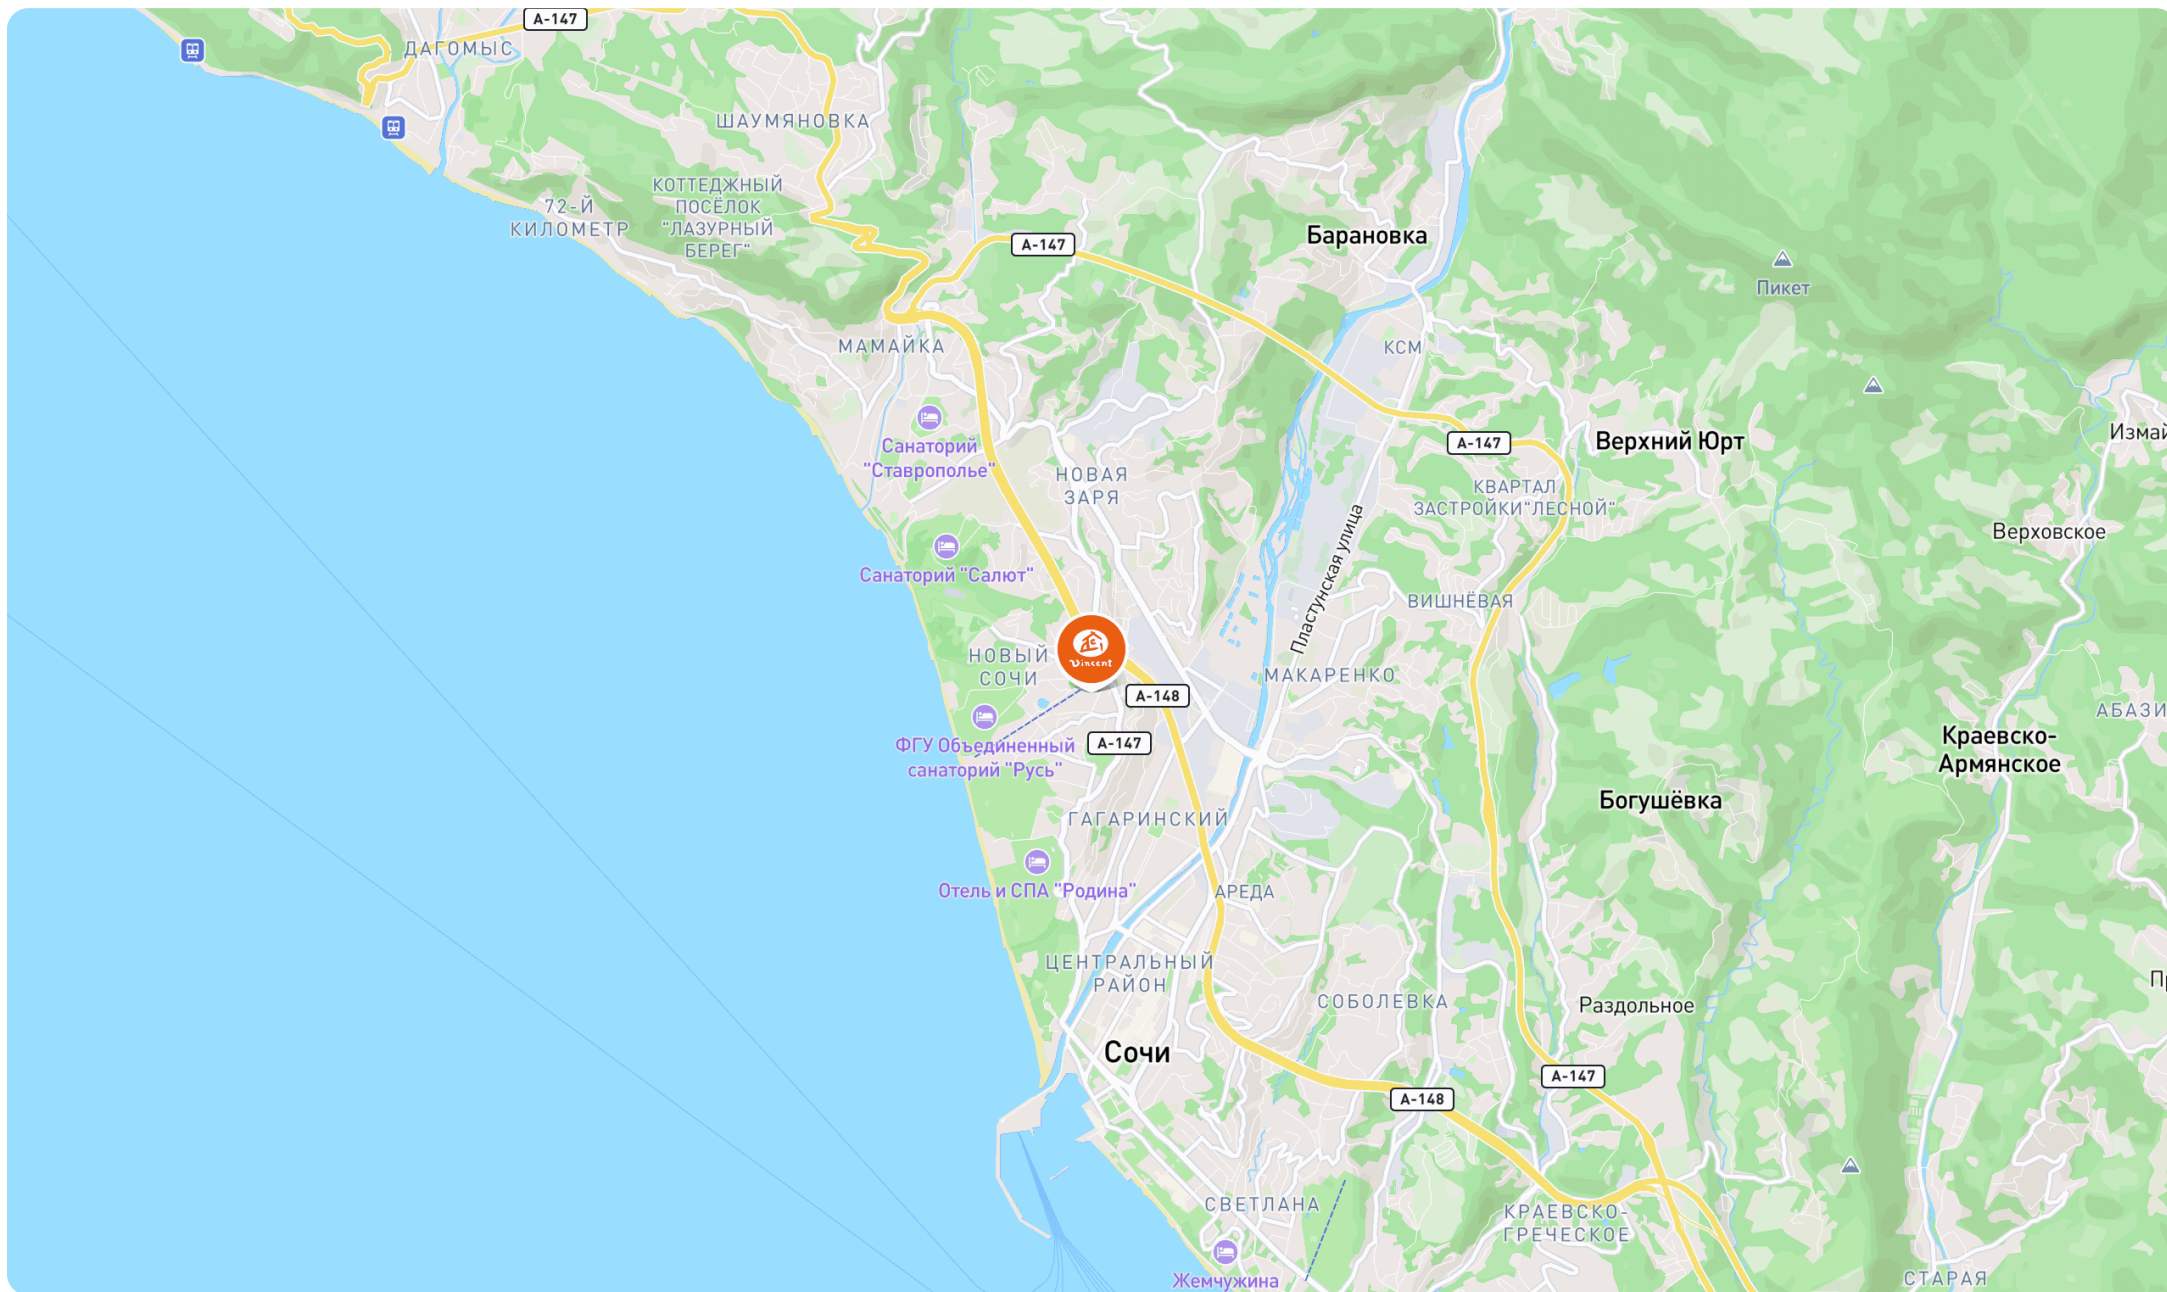 А-147
ДАГОМЫС
ШАУМЯНОВКА
КОТТЕДЖНЫЙ
ПОСЁЛОК
"ЛАЗУРНЫЙ
БЕРЕГ"
72-Й
КИЛОМЕТР
А-147
Барановка
Пикет
МАМАЙКА
КСМ
Санаторий
"Ставрополье"
НОВАЯ
ЗАРЯ
А-147
Верхний Юрт
Измай
КВАРТАЛ
ЗАСТРОЙКИ"ЛЕСНОЙ"
Верховское
Пластунская улица
Санаторий "Салют"
ВИШНЁВАЯ
Vincent
НОВЫЙ
СОЧИ
МАКАРЕНКО
А-148
АБАЗИ
ФГУ Объединенный
санаторий "Русь"
А-147
Краевско-
Армянское
Богушёвка
ГАГАРИНСКИЙ
Отель и СПА "Родина"
АРЕДА
ЦЕНТРАЛЬНЫЙ
РАЙОН
СОБОЛЕВКА
Раздольное
Сочи
А-147
А-148
СВЕТЛАНА
КРАЕВСКО-
ГРЕЧЕСКОЕ
Жемчужина
СТАРАЯ